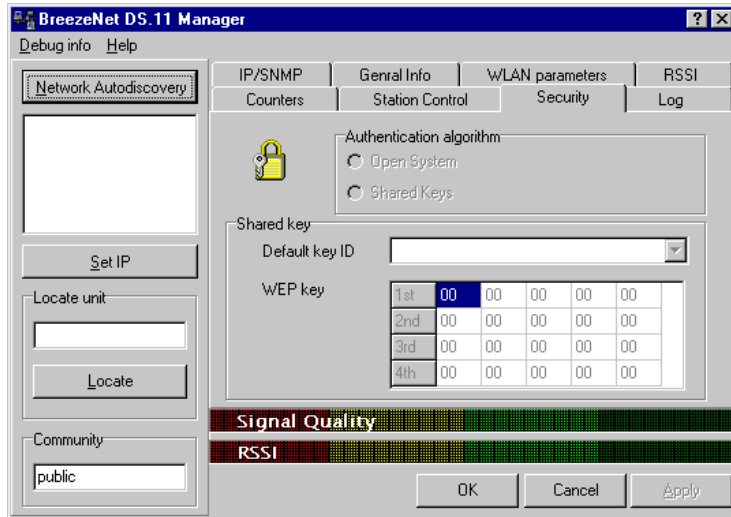 BreezeNet DS.11 Manager
Debug info Help
Network Autodiscovery
Set IP
Locate unit
Locate
Community
public
IP/SNMP Genral Info WLAN parameters RSSI
Counters Station Control Security Log
Authentication algorithm
Open System
Shared Keys
Shared key
Default key ID
WEP key
1st 00 00 00 00 00
2nd 00 00 00 00 00
3rd 00 00 00 00 00
4th 00 00 00 00 00
Signal Quality
RSSI
OK Cancel Apply